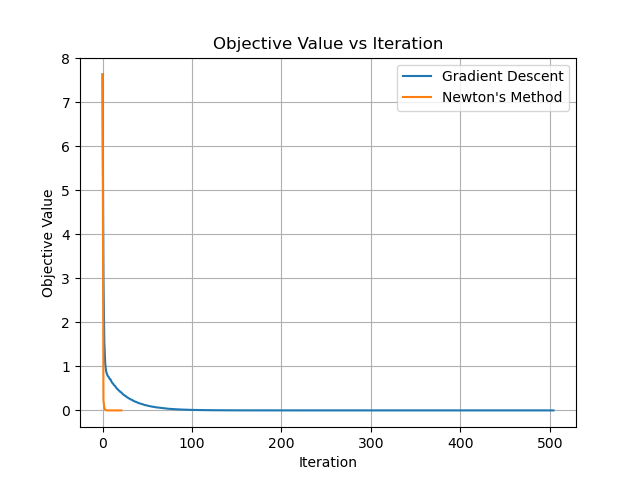 Objective Value vs Iteration
Gradient Descent
Newton's Method
8
7
6
5
4
3
2
1
0
Objective Value
0 100 200 300 400 500
Iteration